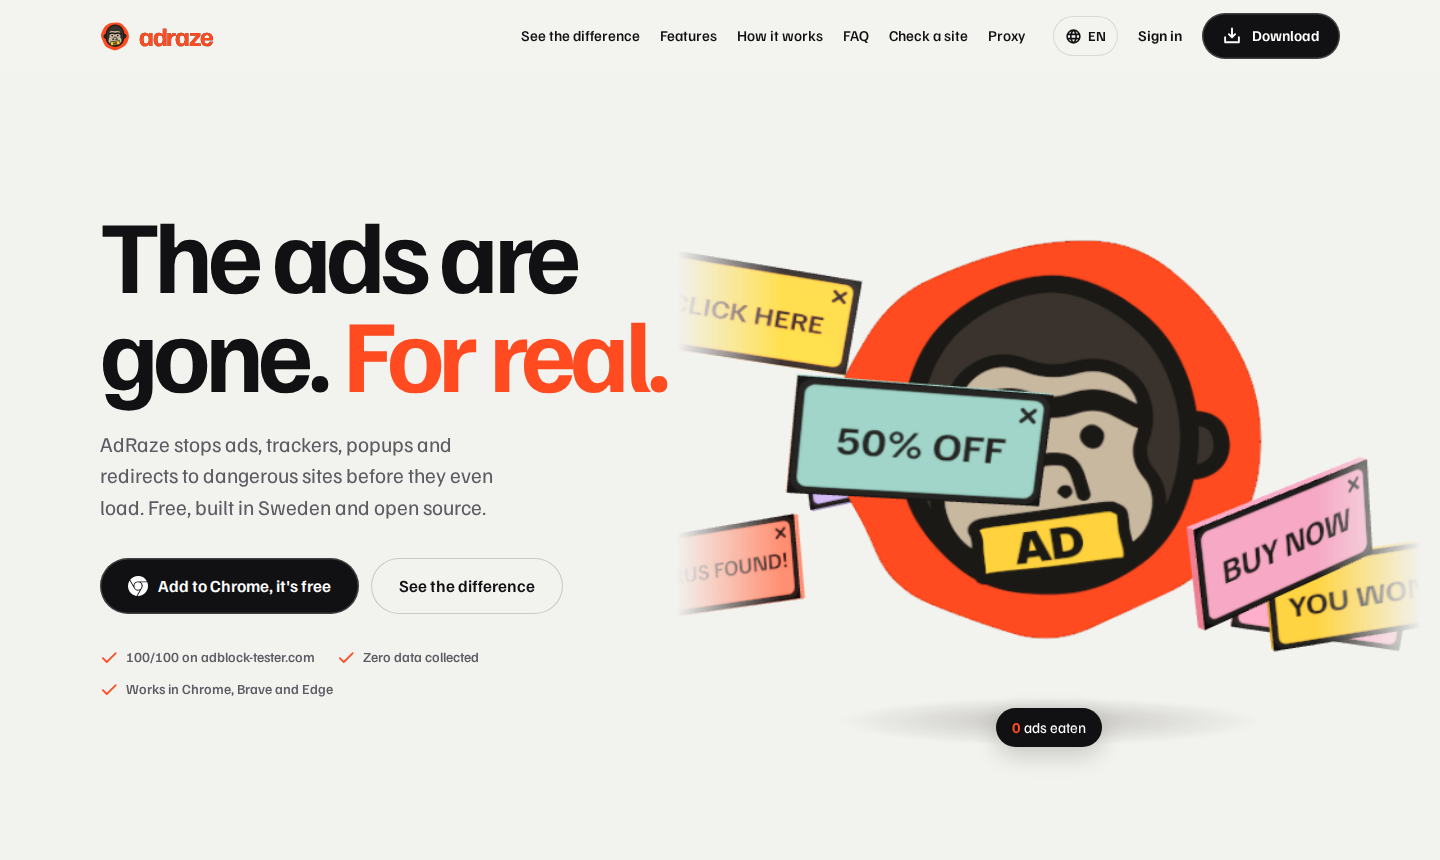 adraze
See the difference
Features
How it works
FAQ
Check a site
Proxy
EN
Sign in
Download
The ads are
gone. For real.
AdRaze stops ads, trackers, popups and
redirects to dangerous sites before they even
load. Free, built in Sweden and open source.
Add to Chrome, it's free
See the difference
100/100 on adblock-tester.com
Zero data collected
Works in Chrome, Brave and Edge
CLICK HERE
50% OFF
AD
FOUND!
BUY NOW
YOU
0 ads eaten